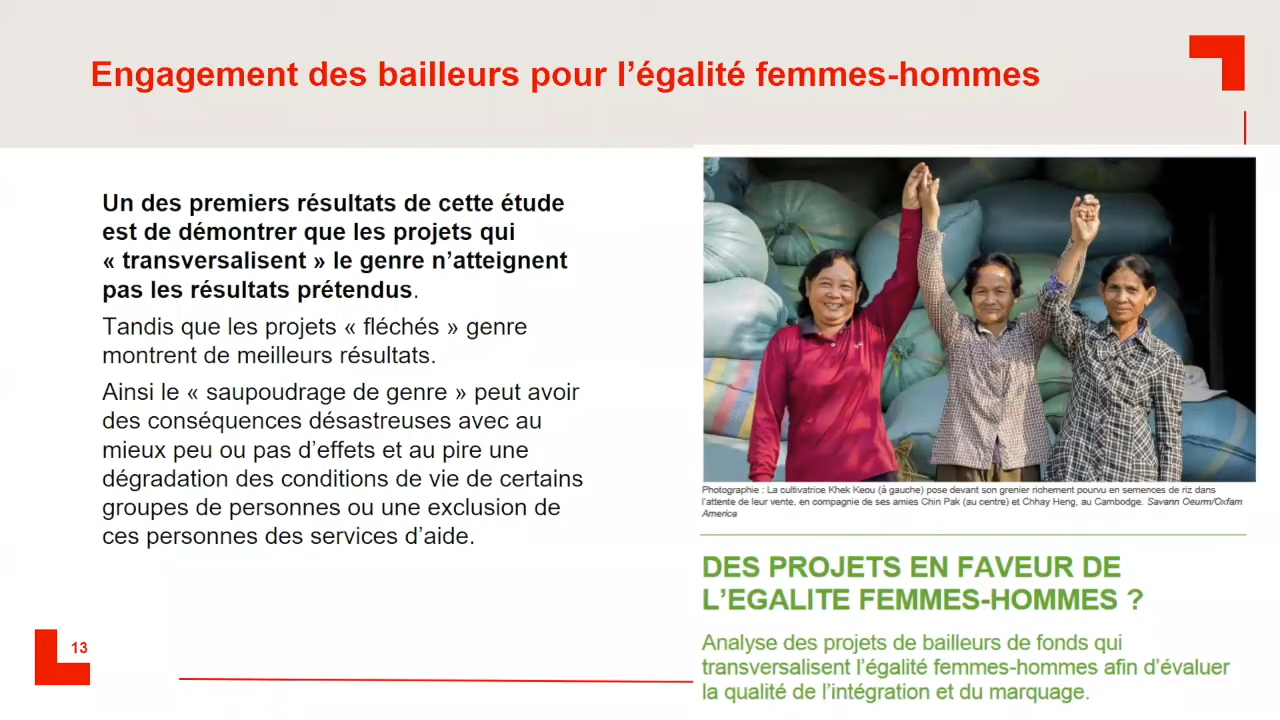 Engagement des bailleurs pour l’égalité femmes-hommes
Un des premiers résultats de cette étude
est de démontrer que les projets qui
« transversalisent » le genre n’atteignent
pas les résultats prétendus.
Tandis que les projets « fléchés » genre
montrent de meilleurs résultats.
Ainsi le « saupoudrage de genre » peut avoir
des conséquences désastreuses avec au
mieux peu ou pas d’effets et au pire une
dégradation des conditions de vie de certains
groupes de personnes ou une exclusion de
ces personnes des services d’aide.
Photographie : La cultivatrice Khek Keou (à gauche) pose devant son grenier richement pourvu en semences de riz dans
l’attente de leur vente, en compagnie de ses amies Chin Pak (au centre) et Chhay Heng, au Cambodge. Savann Oeurm/Oxfam
America
DES PROJETS EN FAVEUR DE
L’EGALITE FEMMES-HOMMES ?
Analyse des projets de bailleurs de fonds qui
transversalisent l’égalité femmes-hommes afin d’évaluer
la qualité de l’intégration et du marquage.
13